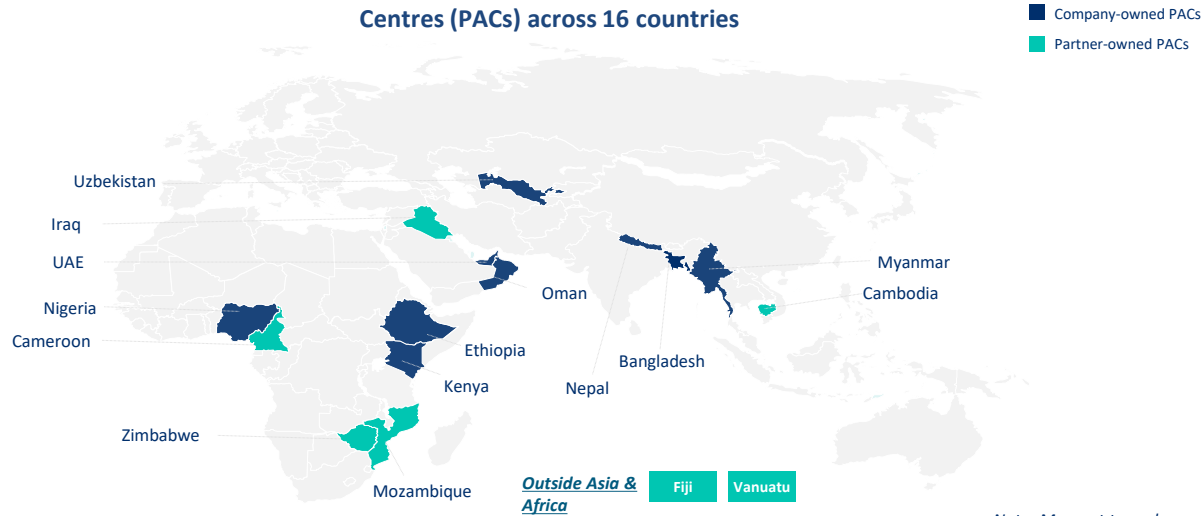 Centres (PACs) across 16 countries
Company-owned PACs
Partner-owned PACs
Uzbekistan
Iraq
UAE
Oman
Nigeria
Cameroon
Ethiopia
Kenya
Zimbabwe
Mozambique
Myanmar
Cambodia
Bangladesh
Nepal
Outside Asia &
Africa
Fiji
Vanuatu